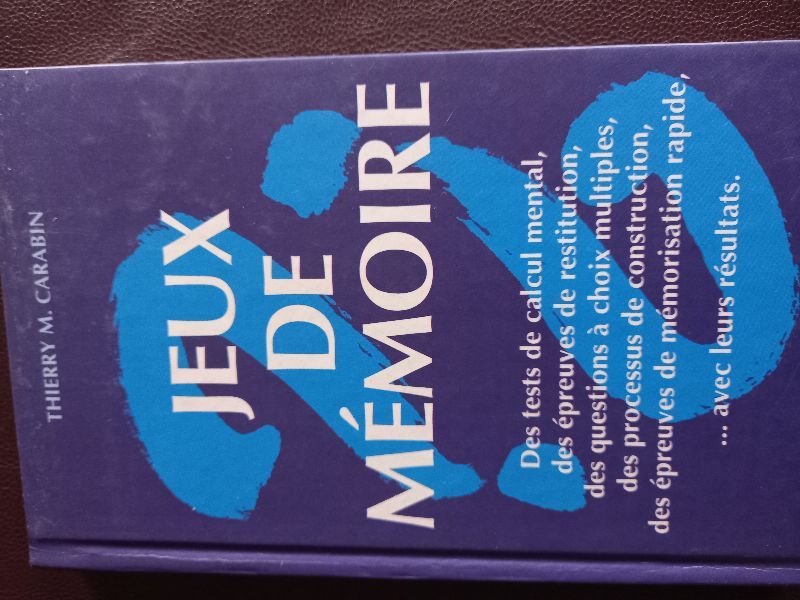 THIERRY M. CARABIN
JEUX
DE
MÉMOIRE
Des tests de calcul mental,
des épreuves de restitution,
des questions à choix multiples,
des processus de construction,
des épreuves de mémorisation rapide,
... avec leurs résultats.